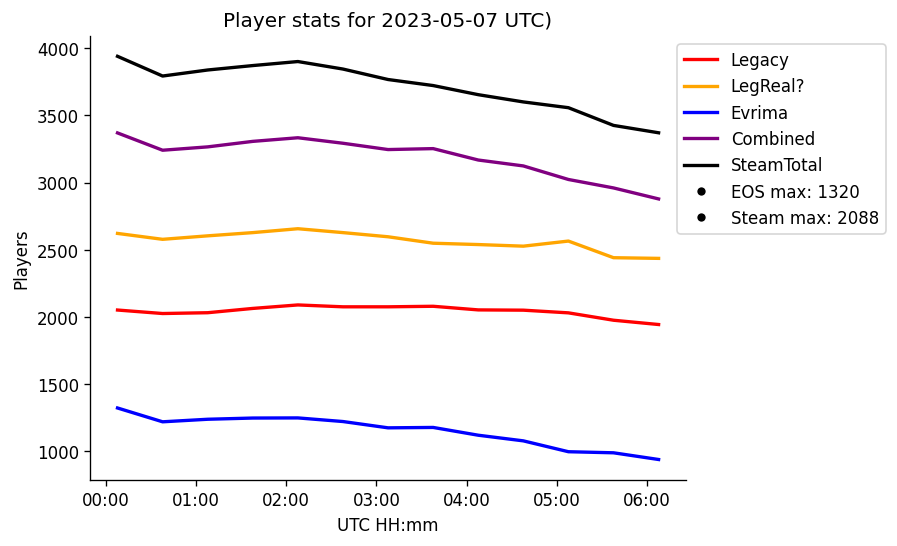 Player stats for 2023-05-07 UTC)
4000
3500
3000
2500
2000
1500
1000
Players
00:00 01:00 02:00 03:00 04:00 05:00 06:00
UTC HH:mm
Legacy
LegReal?
Evrima
Combined
SteamTotal
EOS max: 1320
Steam max: 2088